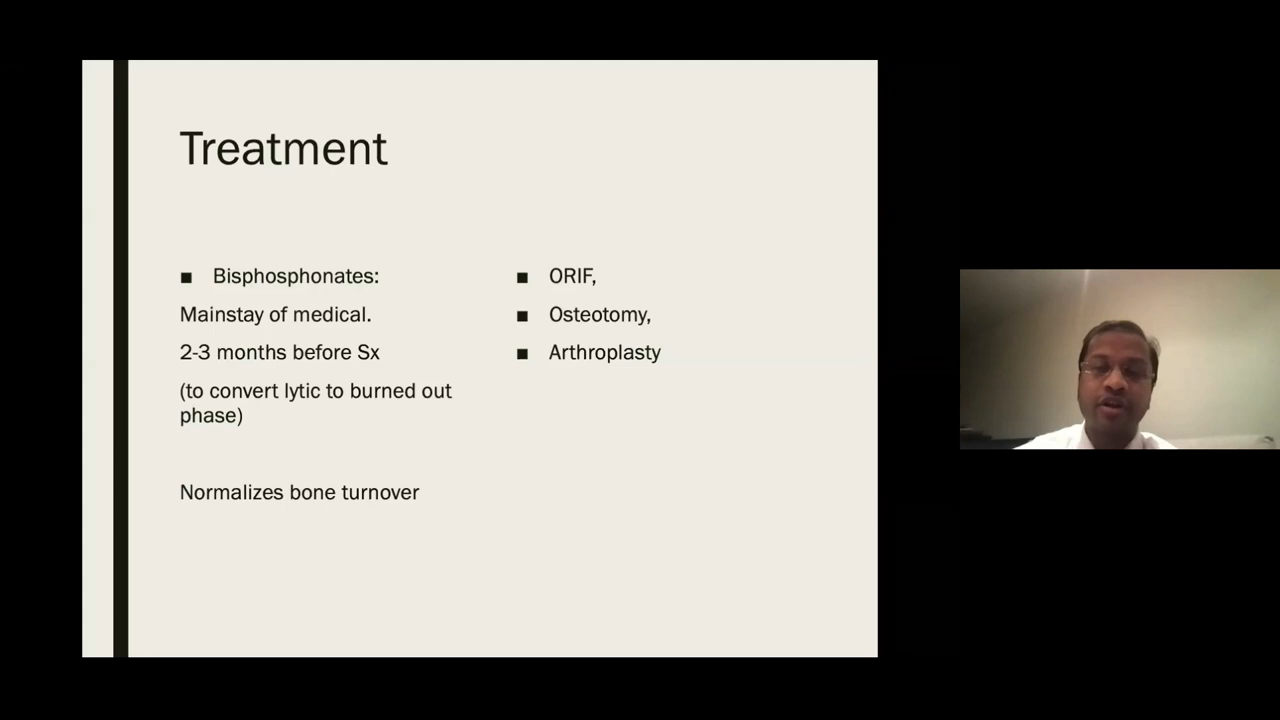 Treatment
■ Bisphosphonates:
Mainstay of medical.
2-3 months before Sx
(to convert lytic to burned out
phase)
Normalizes bone turnover
■ ORIF,
■ Osteotomy,
■ Arthroplasty